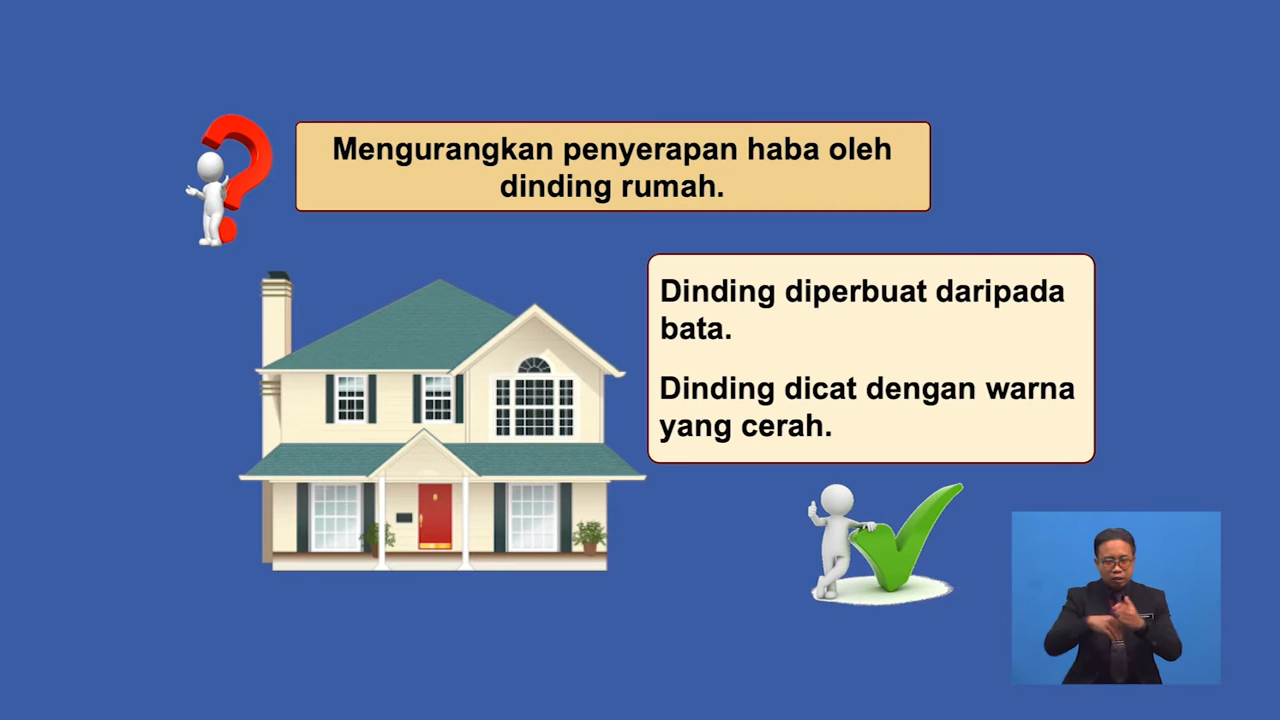 Mengurangkan penyerapan haba oleh
dinding rumah.
Dinding diperbuat daripada
bata.
Dinding dicat dengan warna
yang cerah.